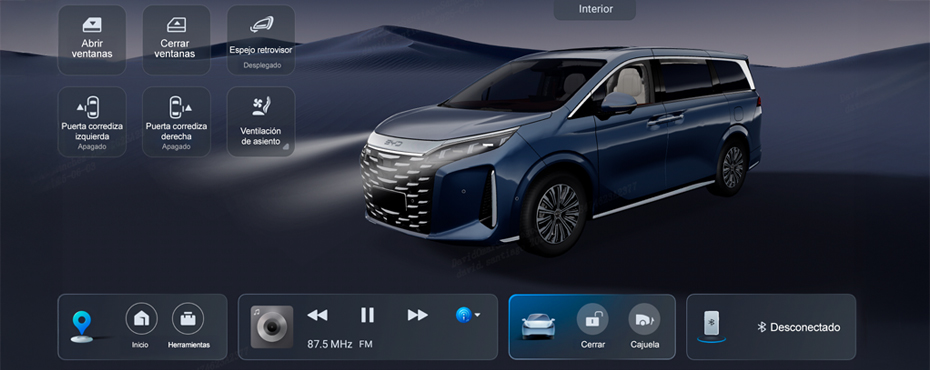 Interior
Abrir
ventanas
Cerrar
ventanas
Espejo retrovisor
Desplegado
Puerta corrediza
izquierda
Apagado
Puerta corrediza
derecha
Apagado
Ventilación
de asiento
BYD
Inicio
Herramientas
87.5 MHz FM
Cerrar
Cajuela
Desconectado